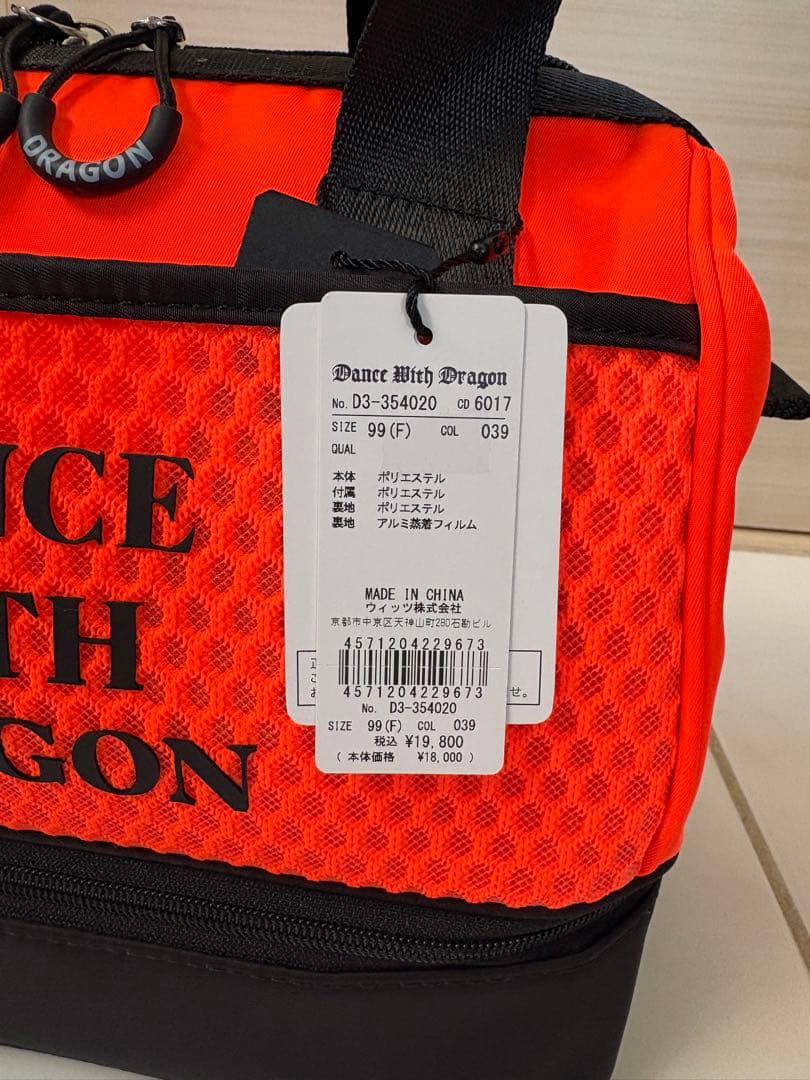 DRAGON
Dance With Dragon
No. D3-354020 CD 6017
SIZE 99(F) COL 039
QUAL
本体 ポリエステル
付属 ポリエステル
裏地 ポリエステル
裏地 アルミ蒸着フィルム
MADE IN CHINA
ウィッツ株式会社
京都市中京区天神山町280石勘ビル
4571204229673
4571204229673
No. D3-354020
SIZE 99(F) COL 039
税込 ¥19,800
(本体価格 ¥18,000)
せ。
NCE
TH
GON